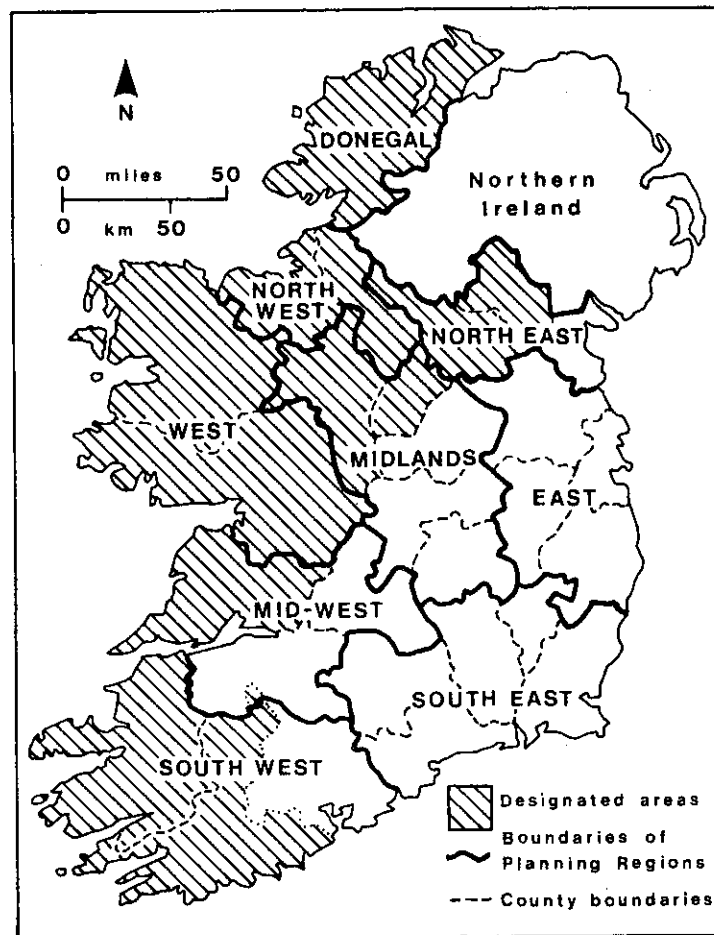 N
0 miles 50
0 km 50
DONEGAL
Northern
Ireland
NORTH
WEST
NORTH EAST
WEST
MIDLANDS
EAST
MID-WEST
SOUTH EAST
SOUTH WEST
Designated areas
Boundaries of
Planning Regions
County boundaries